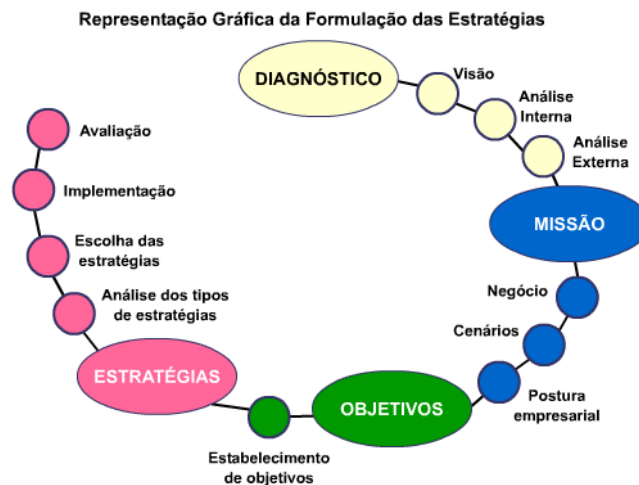 Representação Gráfica da Formulação das Estratégias
DIAGNÓSTICO
Visão
Análise
Interna
Análise
Externa
MISSÃO
Negócio
Cenários
Postura
empresarial
OBJETIVOS
Estabelecimento
de objetivos
ESTRATÉGIAS
Análise dos tipos
de estratégias
Escolha das
estratégias
Implementação
Avaliação